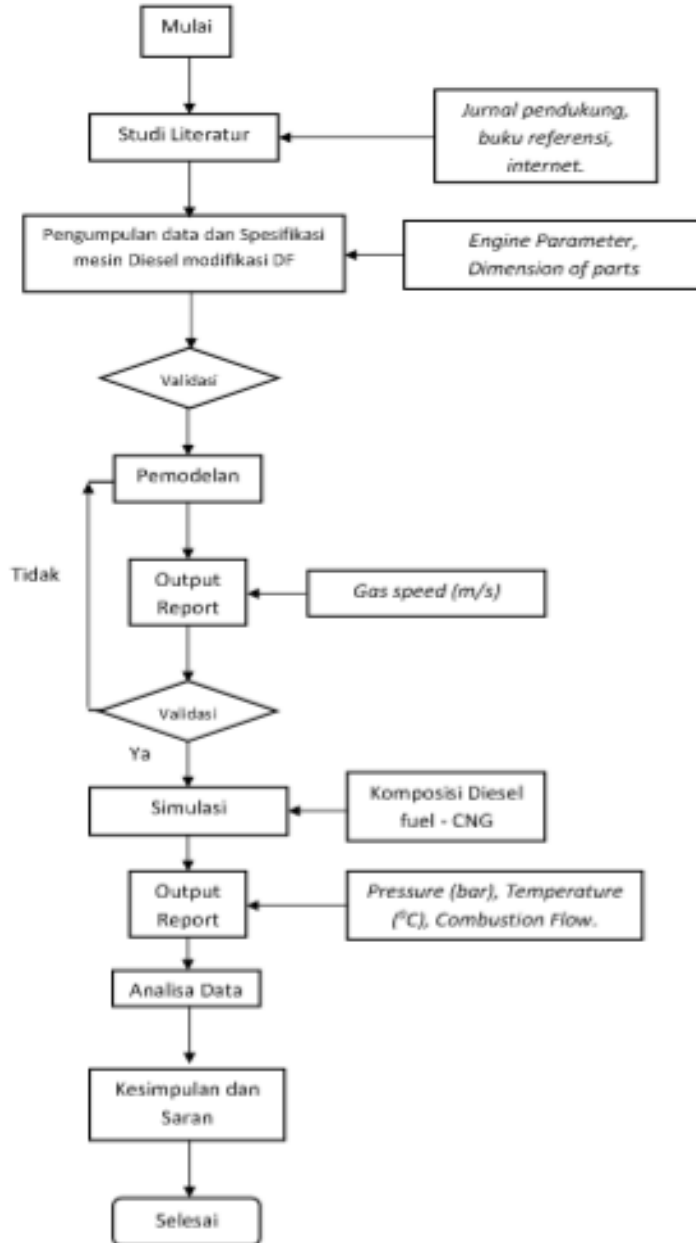 Mulai
Studi Literatur
Jurnal pendukung,
buku referensi,
internet.
Pengumpulan data dan Spesifikasi
mesin Diesel modifikasi DF
Engine Parameter,
Dimension of parts
Validasi
Pemodelan
Tidak
Output
Report
Gas speed (m/s)
Validasi
Ya
Simulasi
Komposisi Diesel
fuel - CNG
Output
Report
Pressure (bar), Temperature
(⁰C), Combustion Flow.
Analisa Data
Kesimpulan dan
Saran
Selesai